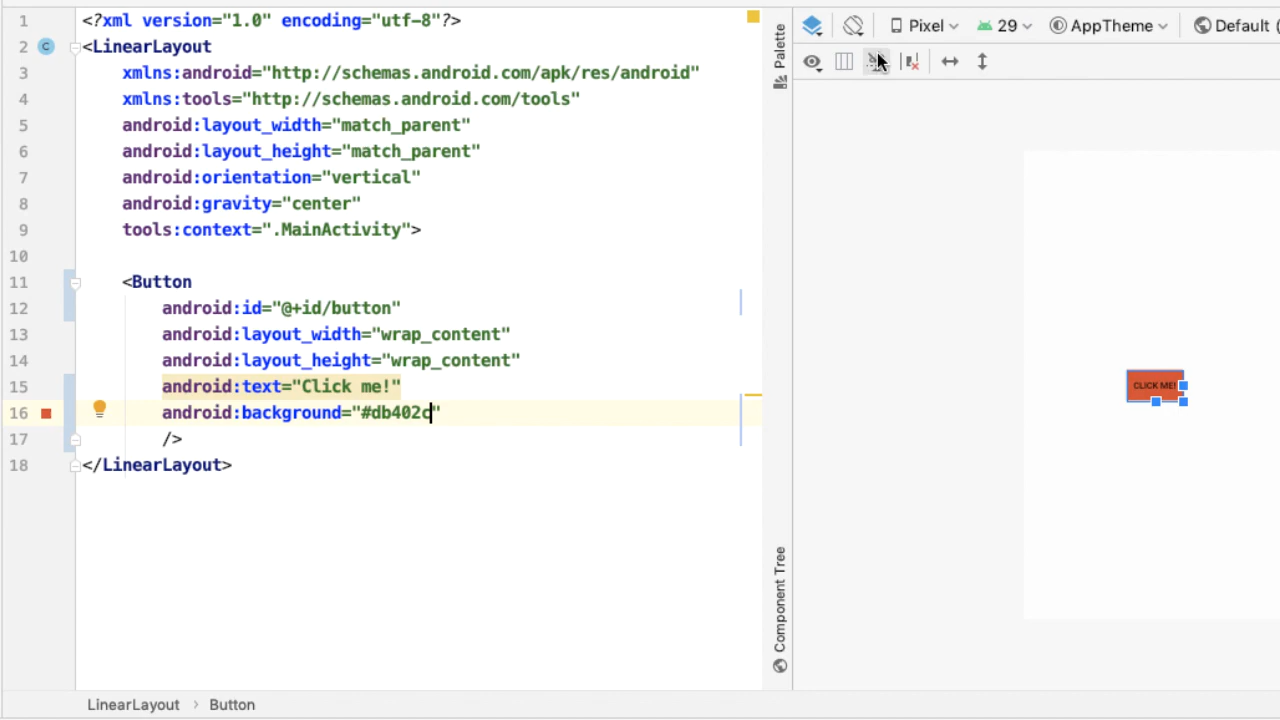 1 <?xml version="1.0" encoding="utf-8"?>
2 <LinearLayout
3 xmlns:android="http://schemas.android.com/apk/res/android"
4 xmlns:tools="http://schemas.android.com/tools"
5 android:layout_width="match_parent"
6 android:layout_height="match_parent"
7 android:orientation="vertical"
8 android:gravity="center"
9 tools:context=".MainActivity">
10
11 <Button
12 android:id="@+id/button"
13 android:layout_width="wrap_content"
14 android:layout_height="wrap_content"
15 android:text="Click me!"
16 android:background="#db402c"
17 />
18 </LinearLayout>
C
LinearLayout > Button
Palette
Component Tree
Pixel 29 AppTheme Default (
CLICK ME!